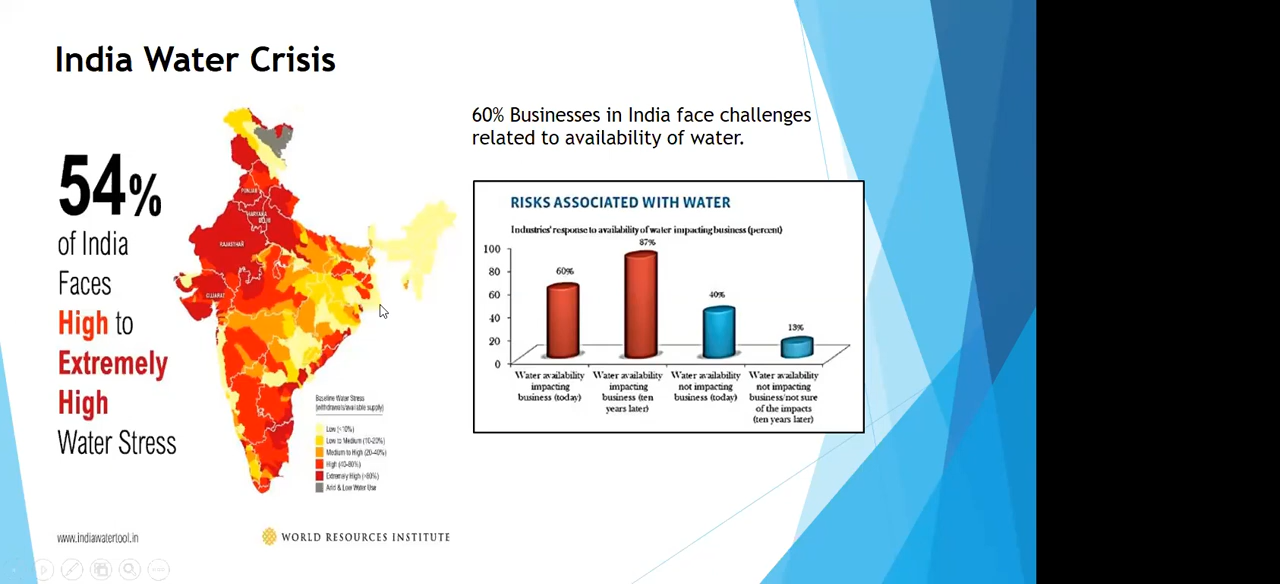 India Water Crisis
54%
of India
Faces
High to
Extremely
High
Water Stress
PUNJAB
HARYANA
DELHI
RAJASTHAN
GUJARAT
Baseline Water Stress
(withdrawals/available supply)
Low (<10%)
Low to Medium (10-20%)
Medium to High (20-40%)
High (40-80%)
Extremely High (>80%)
Arid & Low Water Use
www.indiawatertool.in
WORLD RESOURCES INSTITUTE
60% Businesses in India face challenges
related to availability of water.
RISKS ASSOCIATED WITH WATER
Industries' response to availability of water impacting business (percent)
100
80
60
40
20
0
60%
87%
40%
13%
Water availability
impacting
business (today)
Water availability
impacting
business (ten
years later)
Water availability
not impacting
business (today)
Water availability
not impacting
business/not sure
of the impacts
(ten years later)